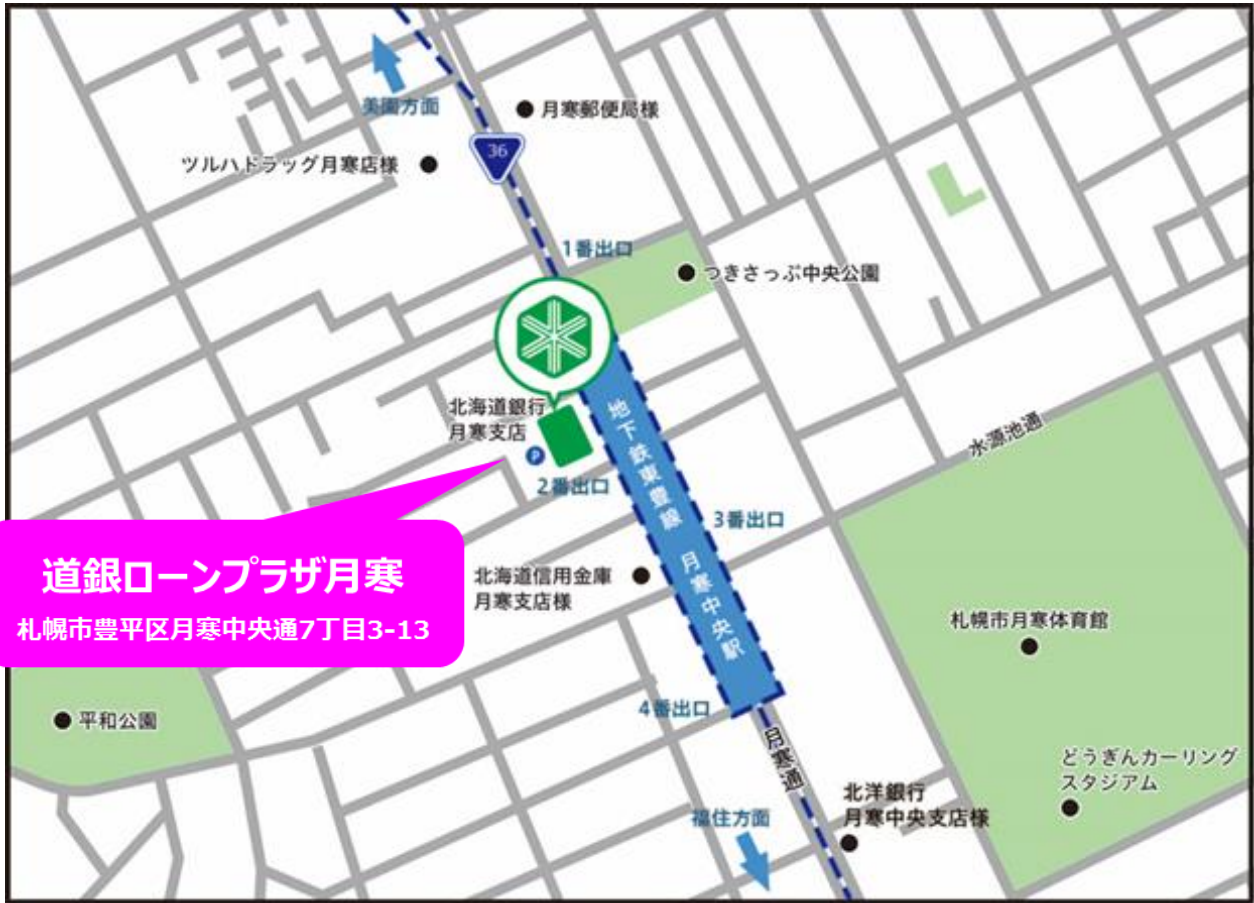 美園方面
月寒郵便局様
36
ツルハドラッグ月寒店様
1番出口
つきさっぷ中央公園
北海道銀行
月寒支店
P
2番出口
地下鉄東豊線 月寒中央駅
水源池通
3番出口
道銀ローンプラザ月寒
札幌市豊平区月寒中央通7丁目3-13
北海道信用金庫
月寒支店様
札幌市月寒体育館
平和公園
4番出口
月寒通
どうぎんカーリング
スタジアム
北洋銀行
月寒中央支店様
福住方面